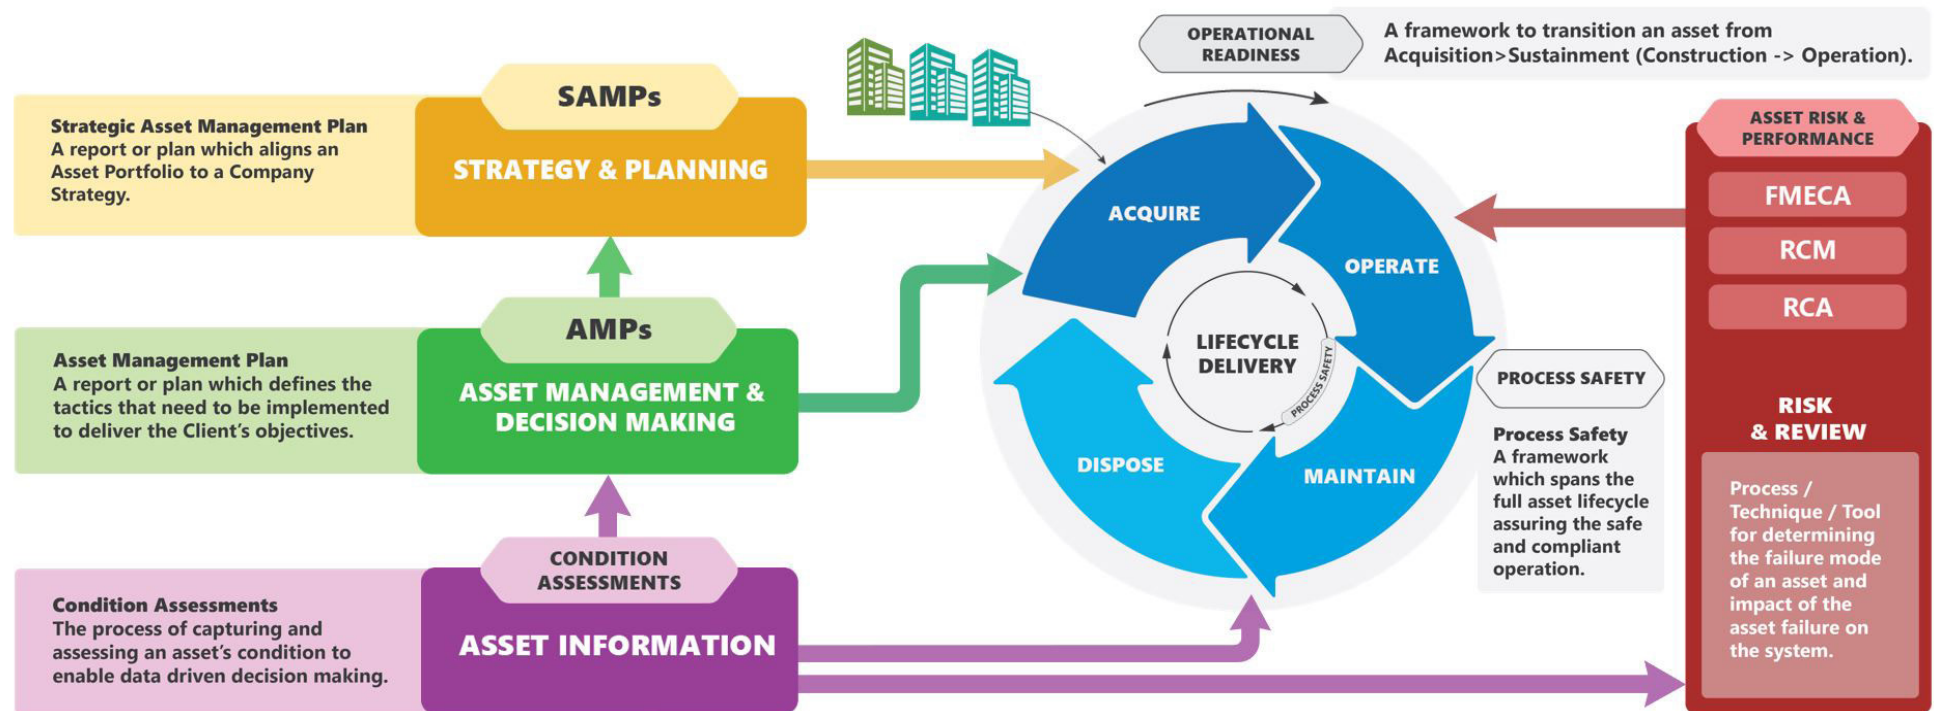 SAMPs
Strategic Asset Management Plan
A report or plan which aligns an
Asset Portfolio to a Company
Strategy.
STRATEGY & PLANNING
AMPs
Asset Management Plan
A report or plan which defines the
tactics that need to be implemented
to deliver the Client’s objectives.
ASSET MANAGEMENT &
DECISION MAKING
CONDITION
ASSESSMENTS
Condition Assessments
The process of capturing and
assessing an asset’s condition to
enable data driven decision making.
ASSET INFORMATION
OPERATIONAL
READINESS
A framework to transition an asset from
Acquisition>Sustainment (Construction -> Operation).
ACQUIRE
OPERATE
MAINTAIN
DISPOSE
LIFECYCLE
DELIVERY
PROCESS SAFETY
PROCESS SAFETY
Process Safety
A framework
which spans the
full asset lifecycle
assuring the safe
and compliant
operation.
ASSET RISK &
PERFORMANCE
FMECA
RCM
RCA
RISK
& REVIEW
Process /
Technique / Tool
for determining
the failure mode
of an asset and
impact of the
asset failure on
the system.